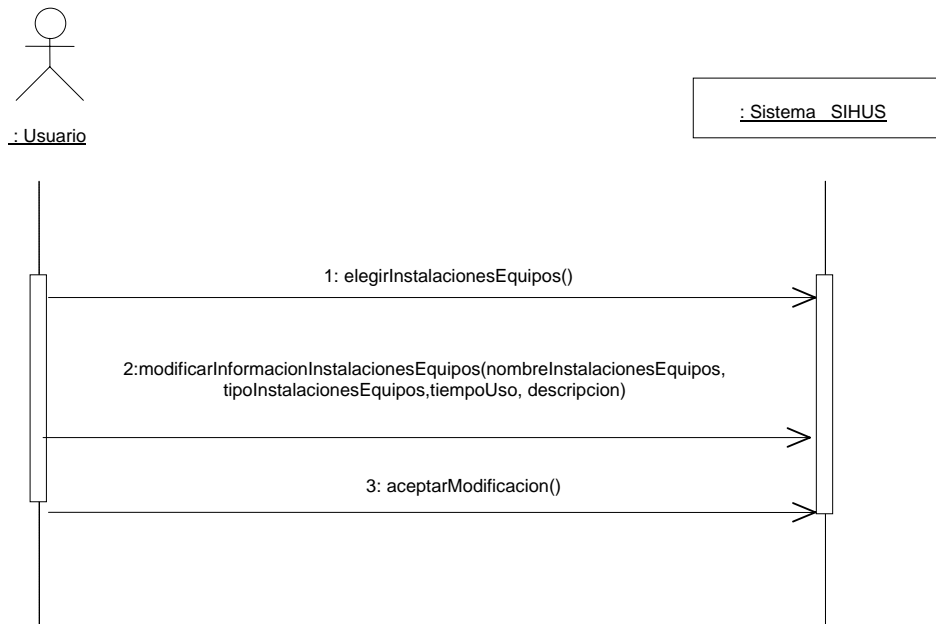 : Usuario
: Sistema SIHUS
1: elegirInstalacionesEquipos()
2:modificarInformacionInstalacionesEquipos(nombreInstalacionesEquipos,
tipoInstalacionesEquipos,tiempoUso, descripcion)
3: aceptarModificacion()